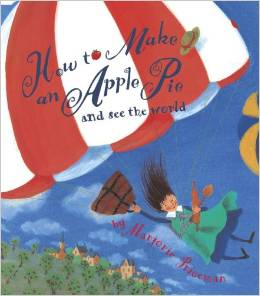 How to Make
an Apple Pie
and see the world
by Marjorie Priceman